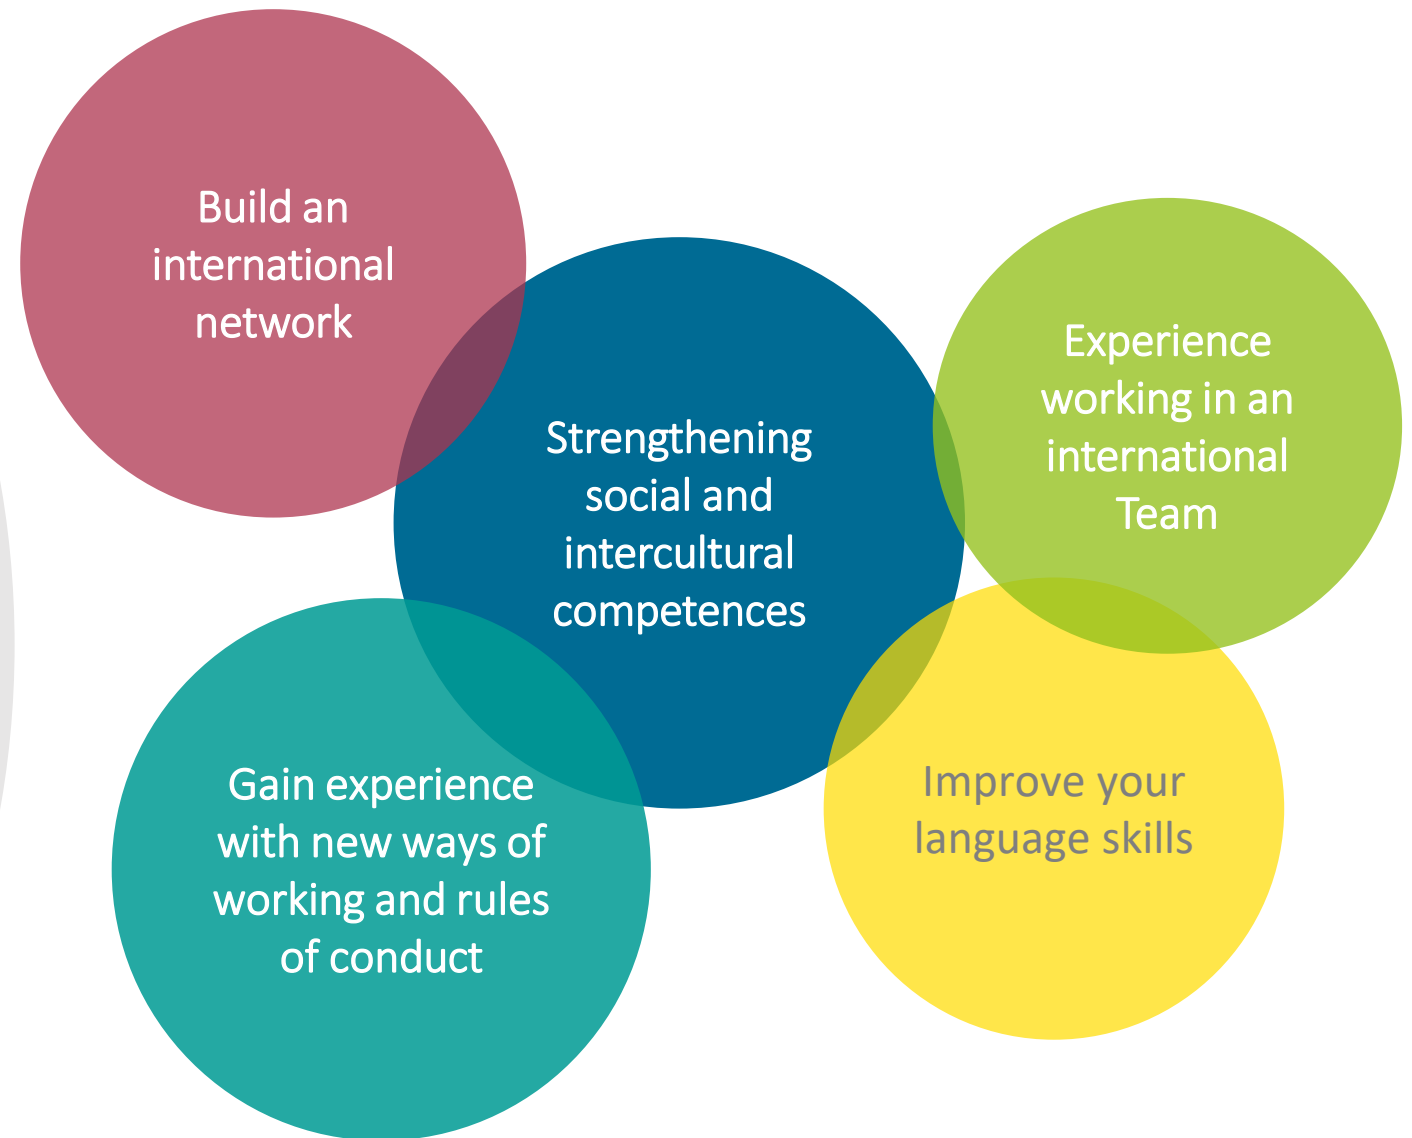 Build an
international
network
Strengthening
social and
intercultural
competences
Experience
working in an
international
Team
Gain experience
with new ways of
working and rules
of conduct
Improve your
language skills